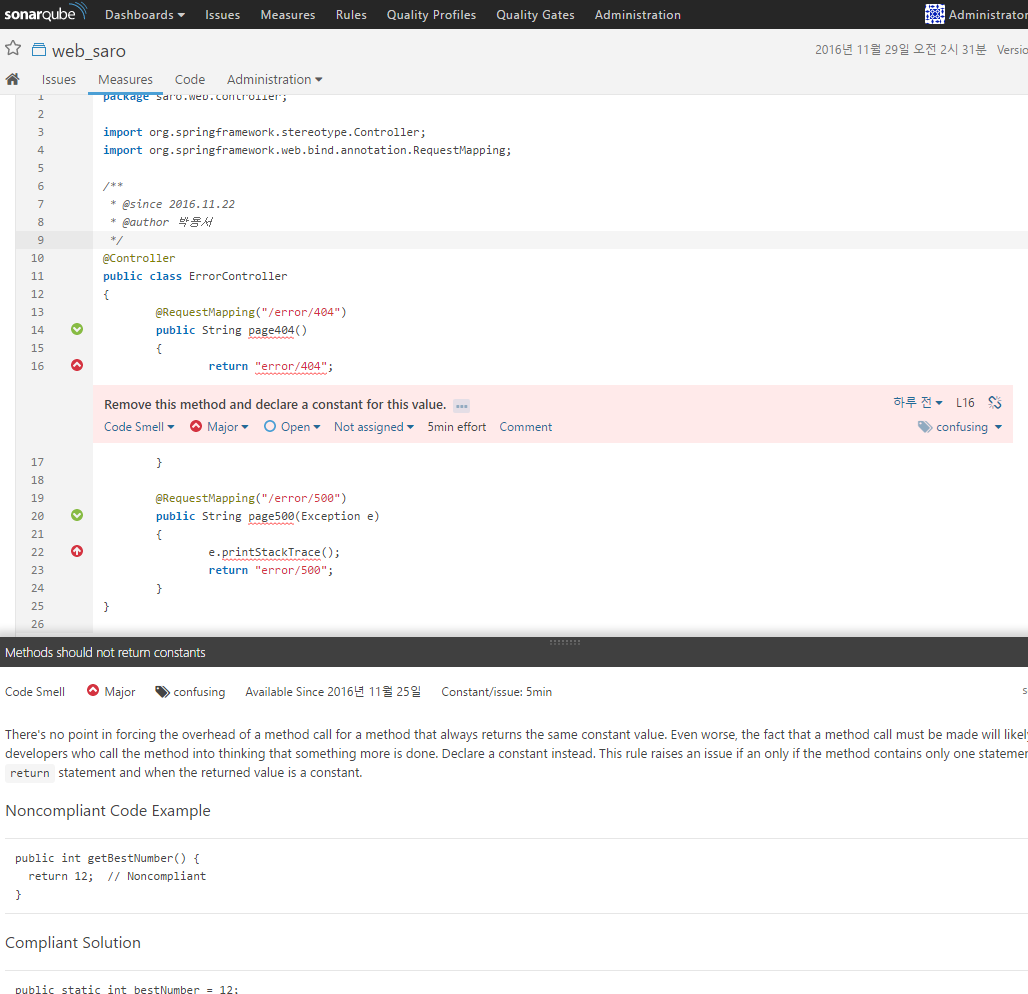 sonarqube Dashboards Issues Measures Rules Quality Profiles Quality Gates Administration Administrator
web_saro 2016년 11월 29일 오전 2시 31분 Versio
Issues Measures Code Administration
1 package saro.web.controller;
2
3 import org.springframework.stereotype.Controller;
4 import org.springframework.web.bind.annotation.RequestMapping;
5
6 /**
7 * @since 2016.11.22
8 * @author 박용서
9 */
10 @Controller
11 public class ErrorController
12 {
13 @RequestMapping("/error/404")
14 public String page404()
15 {
16 return "error/404";
Remove this method and declare a constant for this value. 하루 전 L16
Code Smell Major Open Not assigned 5min effort Comment confusing
17 }
18
19 @RequestMapping("/error/500")
20 public String page500(Exception e)
21 {
22 e.printStackTrace();
23 return "error/500";
24 }
25 }
26
Methods should not return constants
Code Smell Major confusing Available Since 2016년 11월 25일 Constant/issue: 5min s
There's no point in forcing the overhead of a method call for a method that always returns the same constant value. Even worse, the fact that a method call must be made will likely
developers who call the method into thinking that something more is done. Declare a constant instead. This rule raises an issue if an only if the method contains only one statemen
return statement and when the returned value is a constant.
Noncompliant Code Example
public int getBestNumber() {
return 12; // Noncompliant
}
Compliant Solution
public static int bestNumber = 12;